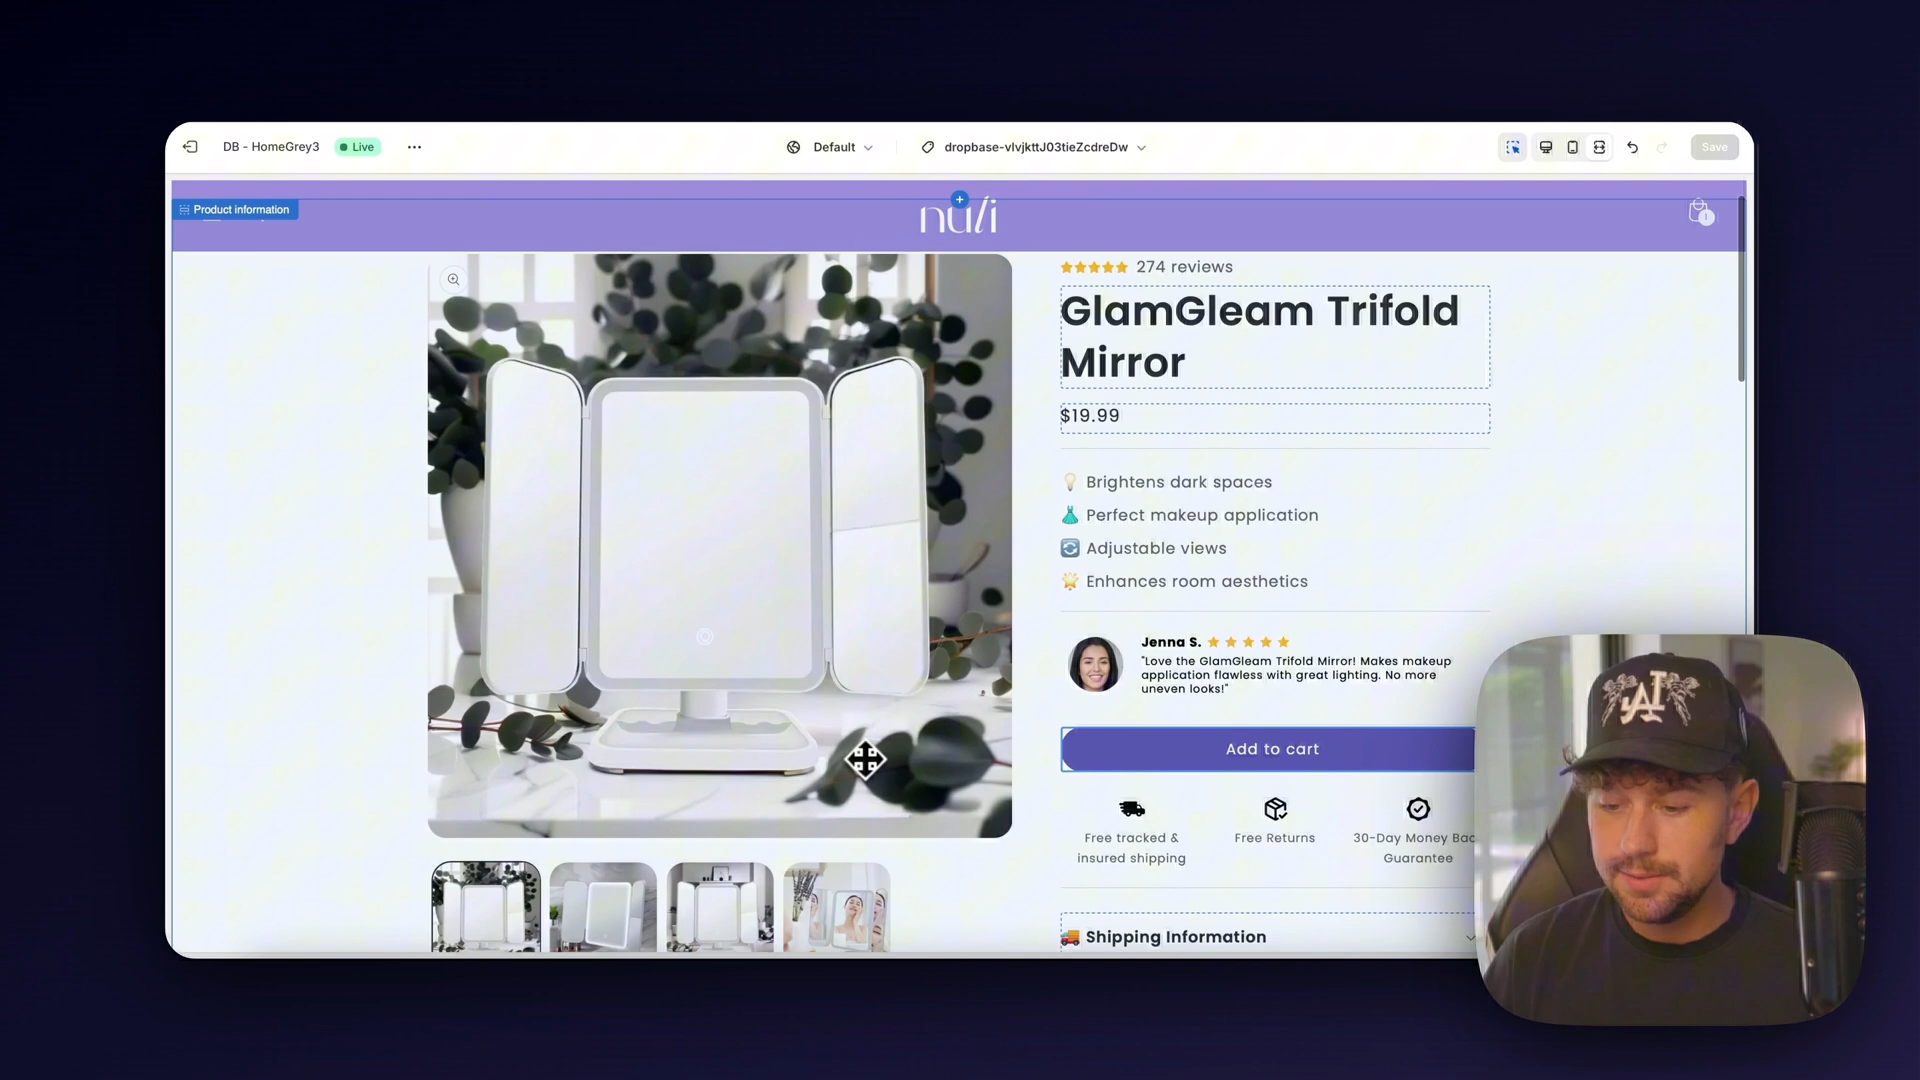 DB - HomeGrey3
Live
Default
dropbase-vlvjkttJ03tieZcdreDw
Save
Product information
nuli
274 reviews
GlamGleam Trifold
Mirror
$19.99
Brightens dark spaces
Perfect makeup application
Adjustable views
Enhances room aesthetics
Jenna S.
"Love the GlamGleam Trifold Mirror! Makes makeup
application flawless with great lighting. No more
uneven looks!"
Add to cart
Free tracked &
insured shipping
Free Returns
30-Day Money Bac
Guarantee
Shipping Information